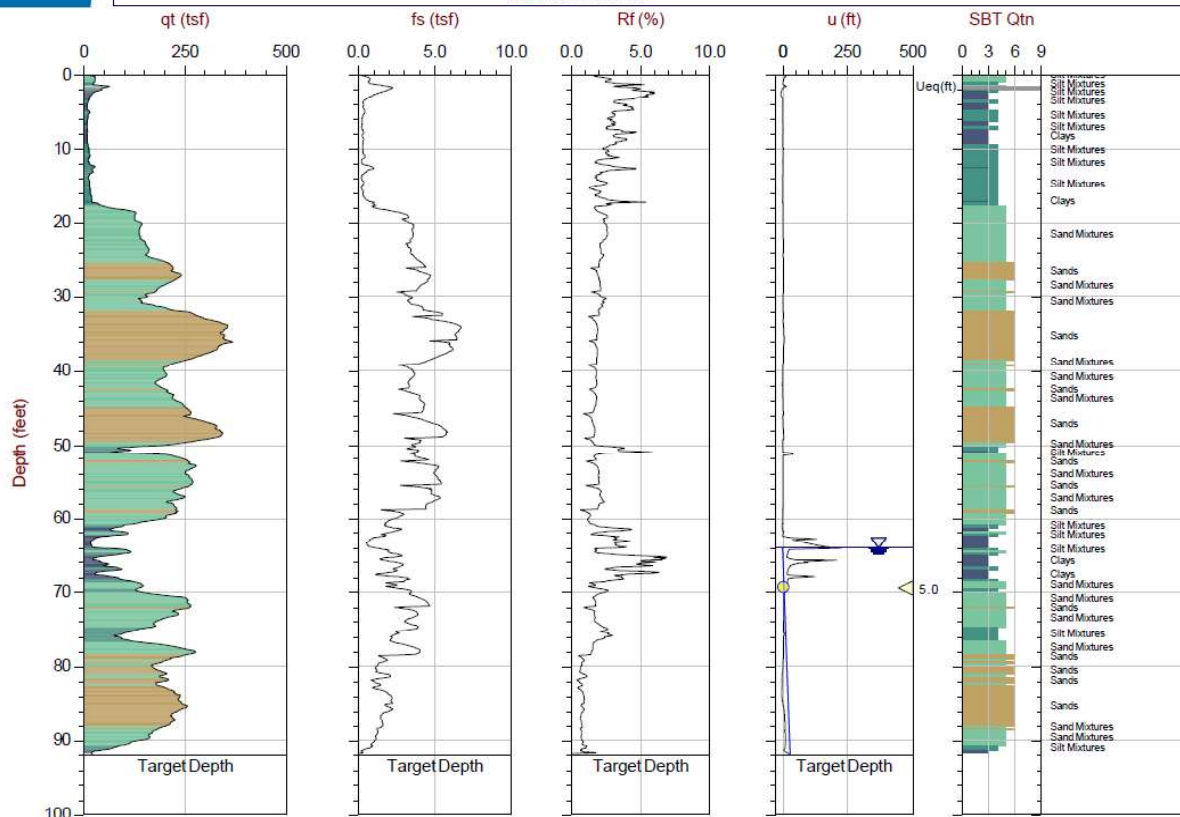 qt (tsf) fs (tsf) Rf (%) u (ft) SBT Qtn
0 250 500 5.0 10.0 0.0 5.0 10.0 0 250 500 0 3 6 9
0
Ueq(ft)
Silt Mixtures
Silt Mixtures
Silt Mixtures
Silt Mixtures
Silt Mixtures
Clays
10
Silt Mixtures
Silt Mixtures
Silt Mixtures
Clays
20
Sand Mixtures
Sands
Sand Mixtures
30
Sand Mixtures
Sands
Sand Mixtures
40
Sand Mixtures
Sands
Sand Mixtures
Sands
50
Sand Mixtures
Silt Mixtures
Sands
Sand Mixtures
Sands
Sand Mixtures
Sands
60
Silt Mixtures
Silt Mixtures
Silt Mixtures
Clays
Clays
Sand Mixtures
70
5.0
Sand Mixtures
Sands
Sand Mixtures
Silt Mixtures
Sand Mixtures
Sands
80
Sands
Sands
Sands
Sand Mixtures
90
Sand Mixtures
Silt Mixtures
Target Depth Target Depth Target Depth Target Depth
100
Depth (feet)